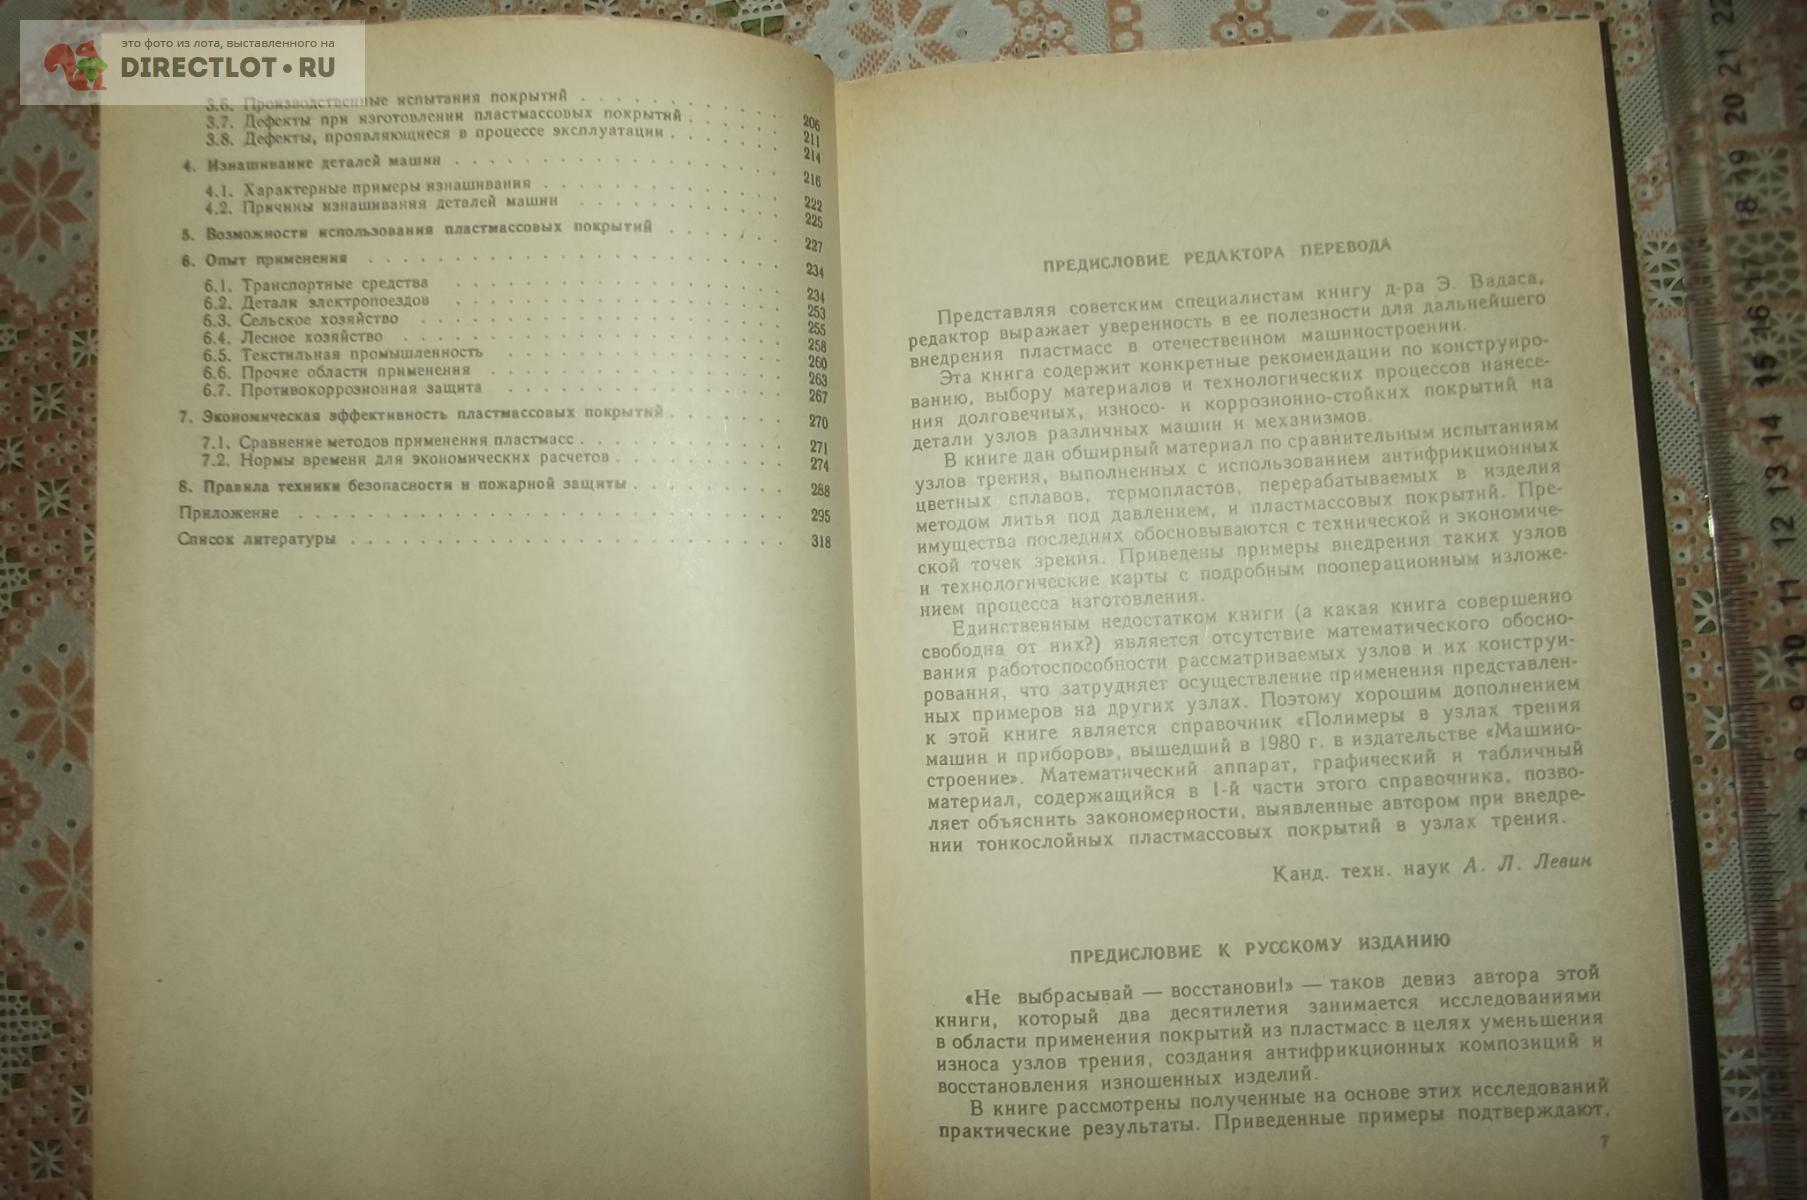 это фото из лота, выставленного на
DIRECTLOT.RU
3.6. Производственные испытания покрытий . . . . . . . . . . 206
3.7. Дефекты при изготовлении пластмассовых покрытий . . . . . . 211
3.8. Дефекты, проявляющиеся в процессе эксплуатации . . . . . . . 214
4. Изнашивание деталей машин . . . . . . . . . . . . . . . . 216
4.1. Характерные примеры изнашивания . . . . . . . . . . . . 222
4.2. Причины изнашивания деталей машин . . . . . . . . . . . 225
5. Возможности использования пластмассовых покрытий . . . . . . . 227
6. Опыт применения . . . . . . . . . . . . . . . . . . . . 234
6.1. Транспортные средства . . . . . . . . . . . . . . . . 234
6.2. Детали электропоездов . . . . . . . . . . . . . . . . 253
6.3. Сельское хозяйство . . . . . . . . . . . . . . . . . 255
6.4. Лесное хозяйство . . . . . . . . . . . . . . . . . . 258
6.5. Текстильная промышленность . . . . . . . . . . . . . . 260
6.6. Прочие области применения . . . . . . . . . . . . . . 263
6.7. Противокоррозионная защита . . . . . . . . . . . . . . 267
7. Экономическая эффективность пластмассовых покрытий . . . . . . 270
7.1. Сравнение методов применения пластмасс . . . . . . . . . . 271
7.2. Нормы времени для экономических расчетов . . . . . . . . . 274
8. Правила техники безопасности и пожарной защиты . . . . . . . . 288
Приложение . . . . . . . . . . . . . . . . . . . . . . 295
Список литературы . . . . . . . . . . . . . . . . . . . 318
ПРЕДИСЛОВИЕ РЕДАКТОРА ПЕРЕВОДА
Представляя советским специалистам книгу д-ра Э. Вадаса,
редактор выражает уверенность в ее полезности для дальнейшего
внедрения пластмасс в отечественном машиностроении.
Эта книга содержит конкретные рекомендации по конструиро-
ванию, выбору материалов и технологических процессов нанесе-
ния долговечных, износо- и коррозионно-стойких покрытий на
детали узлов различных машин и механизмов.
В книге дан обширный материал по сравнительным испытаниям
узлов трения, выполненных с использованием антифрикционных
цветных сплавов, термопластов, перерабатываемых в изделия
методом литья под давлением, и пластмассовых покрытий. Пре-
имущества последних обосновываются с технической и экономиче-
ской точек зрения. Приведены примеры внедрения таких узлов
и технологические карты с подробным пооперационным изложе-
нием процесса изготовления.
Единственным недостатком книги (а какая книга совершенно
свободна от них?) является отсутствие математического обосно-
вания работоспособности рассматриваемых узлов и их конструи-
рования, что затрудняет осуществление применения представлен-
ных примеров на других узлах. Поэтому хорошим дополнением
к этой книге является справочник «Полимеры в узлах трения
машин и приборов», вышедший в 1980 г. в издательстве «Машино-
строение». Математический аппарат, графический и табличный
материал, содержащийся в 1-й части этого справочника, позво-
ляет объяснить закономерности, выявленные автором при внедре-
нии тонкослойных пластмассовых покрытий в узлах трения.
Канд. техн. наук А. Л. Левин
ПРЕДИСЛОВИЕ К РУССКОМУ ИЗДАНИЮ
«Не выбрасывай — восстанови!» — таков девиз автора этой
книги, который два десятилетия занимается исследованиями
в области применения покрытий из пластмасс в целях уменьшения
износа узлов трения, создания антифрикционных композиций и
восстановления изношенных изделий.
В книге рассмотрены полученные на основе этих исследований
практические результаты. Приведенные примеры подтверждают,
7
22
21
20
19
18
17
16
15
14
13
12
11
10
9
8
7